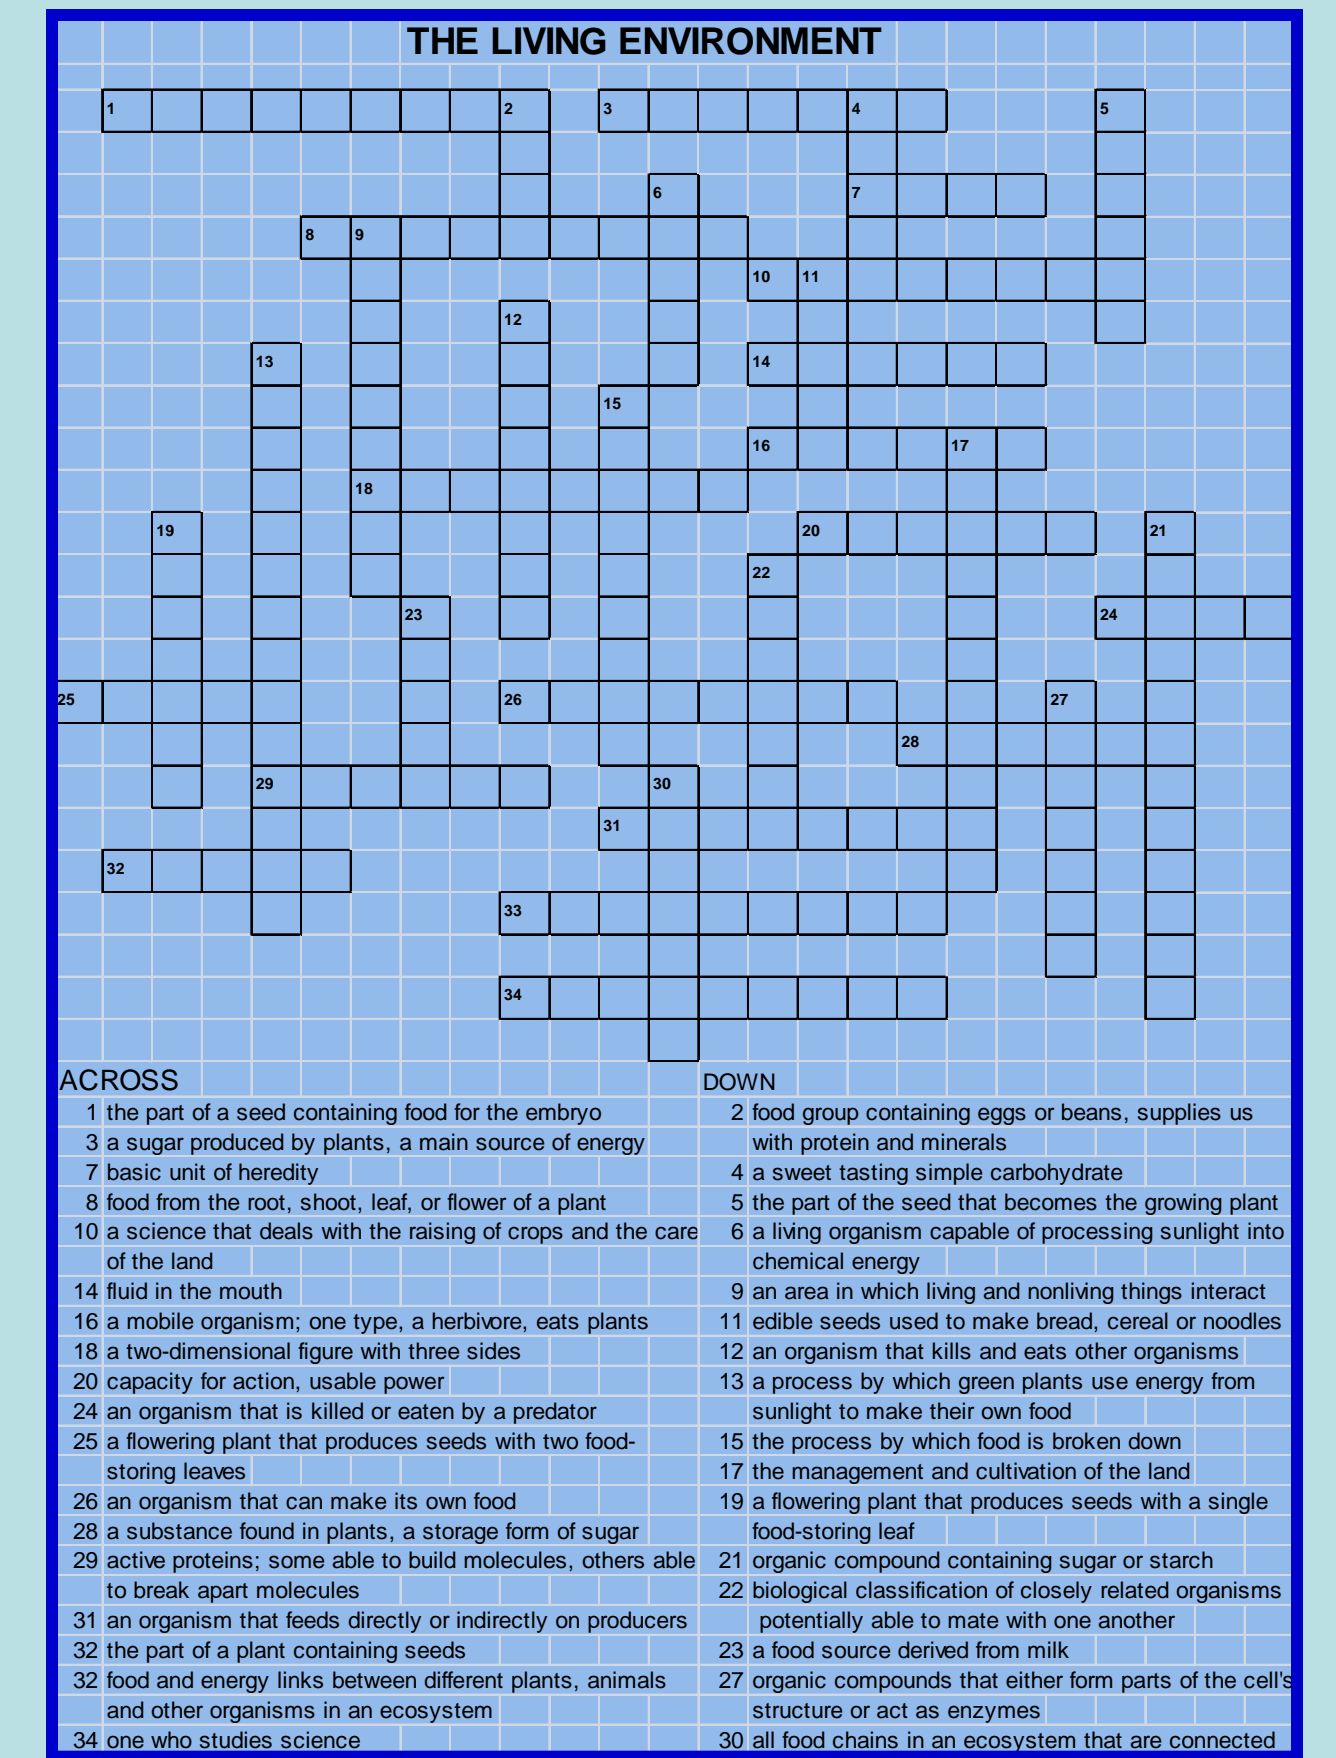 THE LIVING ENVIRONMENT
1 2 3 4 5
6 7
8 9
10 11
12
13 14
15
16 17
18
19 20 21
22
23 24
25 26 27
28
29 30
31
32
33
34
ACROSS
1 the part of a seed containing food for the embryo
3 a sugar produced by plants, a main source of energy
7 basic unit of heredity
8 food from the root, shoot, leaf, or flower of a plant
10 a science that deals with the raising of crops and the care
of the land
14 fluid in the mouth
16 a mobile organism; one type, a herbivore, eats plants
18 a two-dimensional figure with three sides
20 capacity for action, usable power
24 an organism that is killed or eaten by a predator
25 a flowering plant that produces seeds with two food-
storing leaves
26 an organism that can make its own food
28 a substance found in plants, a storage form of sugar
29 active proteins; some able to build molecules, others able
to break apart molecules
31 an organism that feeds directly or indirectly on producers
32 the part of a plant containing seeds
32 food and energy links between different plants, animals
and other organisms in an ecosystem
34 one who studies science
DOWN
2 food group containing eggs or beans, supplies us
with protein and minerals
4 a sweet tasting simple carbohydrate
5 the part of the seed that becomes the growing plant
6 a living organism capable of processing sunlight into
chemical energy
9 an area in which living and nonliving things interact
11 edible seeds used to make bread, cereal or noodles
12 an organism that kills and eats other organisms
13 a process by which green plants use energy from
sunlight to make their own food
15 the process by which food is broken down
17 the management and cultivation of the land
19 a flowering plant that produces seeds with a single
food-storing leaf
21 organic compound containing sugar or starch
22 biological classification of closely related organisms
potentially able to mate with one another
23 a food source derived from milk
27 organic compounds that either form parts of the cell's
structure or act as enzymes
30 all food chains in an ecosystem that are connected